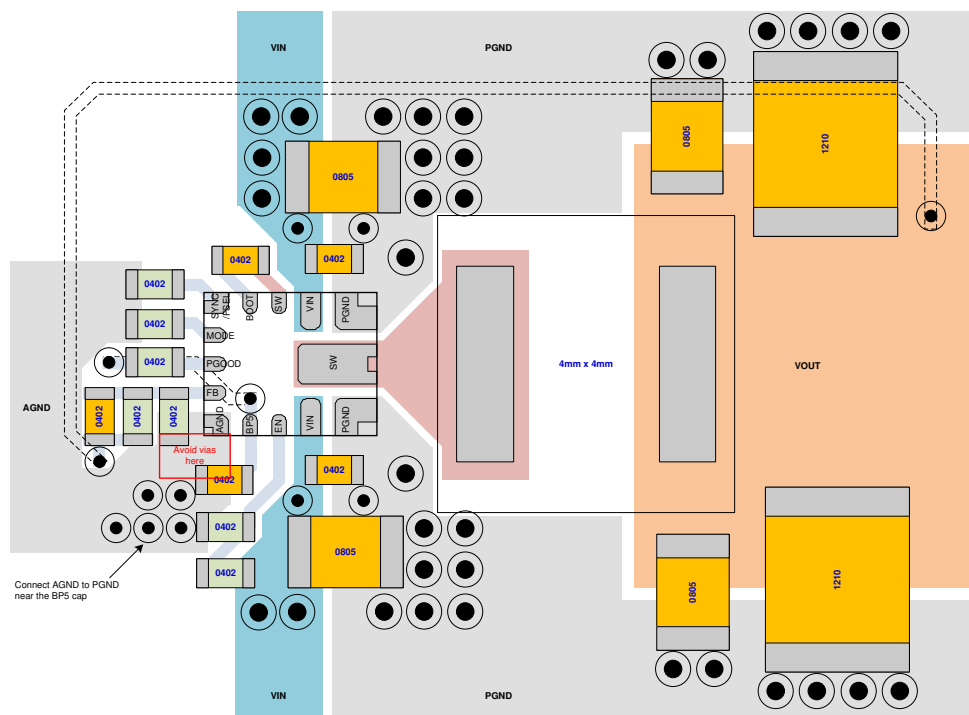 VIN
PGND
0805
1210
0805
0402
0402
0402
SYNC
/PSEL
BOOT
SW
VIN
PGND
0402
MODE
0402
PGOOD
SW
4mm x 4mm
VOUT
FB
AGND
0402
0402
0402
AGND
BP5
EN
VIN
PGND
Avoid vias
here
0402
0402
0402
0805
0402
Connect AGND to PGND
near the BP5 cap
0805
1210
VIN
PGND